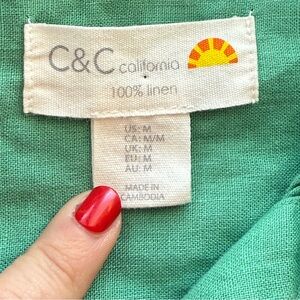 C&C california
100% linen
US: M
CA: M/M
UK: M
EU: M
AU: M
MADE IN
CAMBODIA